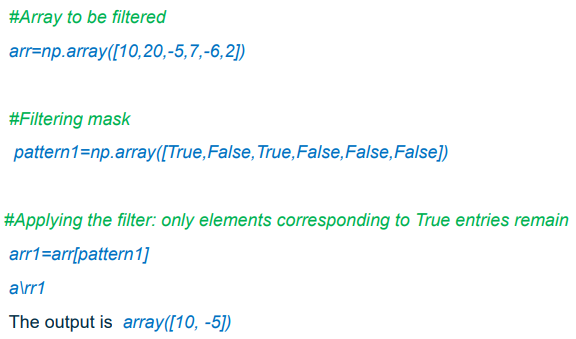 #Array to be filtered
arr=np.array([10,20,-5,7,-6,2])
#Filtering mask
pattern1=np.array([True,False,True,False,False,False])
#Applying the filter: only elements corresponding to True entries remain
arr1=arr[pattern1]
a\rr1
The output is array([10, -5])